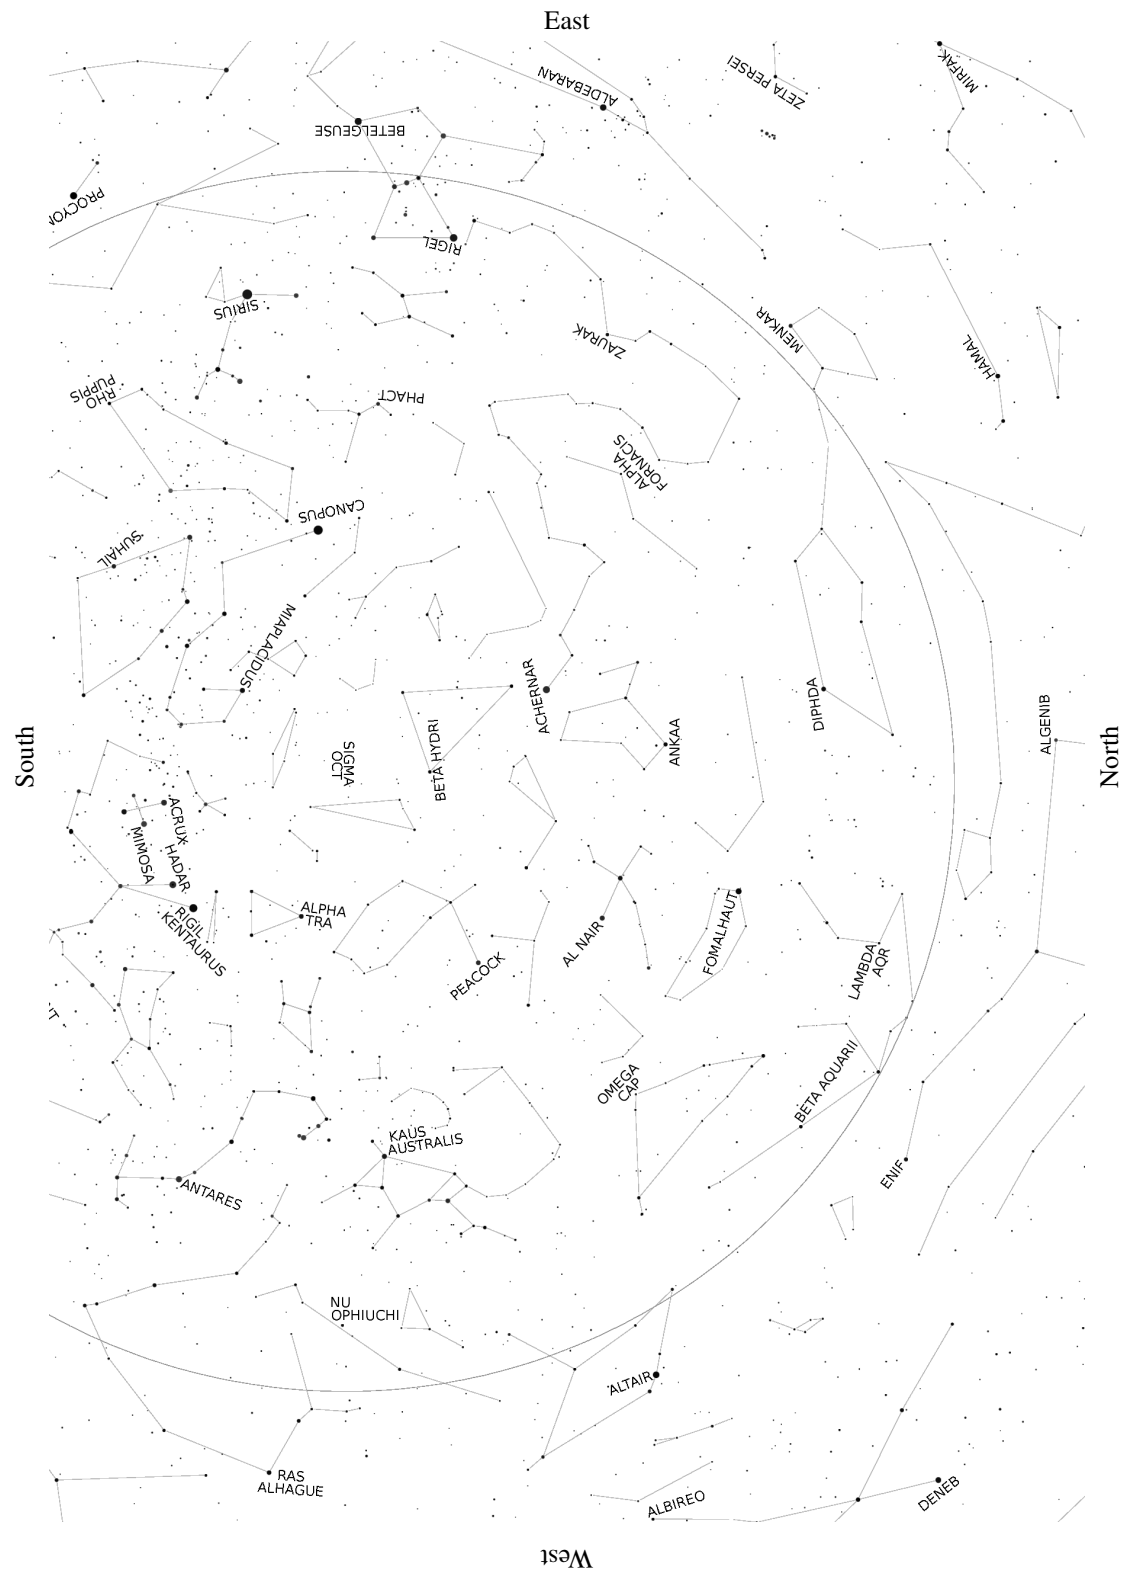 East
ZETA PERSEI
MIRFAK
ALDEBARAN
BETELGEUSE
PROCYON
RIGEL
SIRIUS
MENKAR
ZAURAK
HAMAL
RHO
PUPPIS
PHACT
ALPHA
FORNACIS
CANOPUS
SUHAIL
MIAPLACIDUS
ACHERNAR
DIPHDA
ALGENIB
South
SIGMA
OCT
BETA HYDRI
ANKAA
North
ACRUX
MIMOSA
HADAR
RIGIL
KENTAURUS
ALPHA
TRA
PEACOCK
AL NAIR
FOMALHAUT
LAMBDA
AQR
OMEGA
CAP
BETA AQUARII
KAUS
AUSTRALIS
ENIF
ANTARES
NU
OPHIUCHI
ALTAIR
RAS
ALHAGUE
ALBIREO
DENEB
West